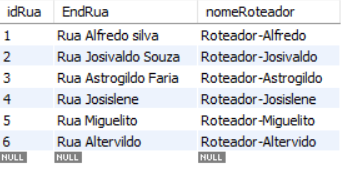 idRua EndRua nomeRoteador
1 Rua Alfredo silva Roteador-Alfredo
2 Rua Josivaldo Souza Roteador-Josivaldo
3 Rua Astrogildo Faria Roteador-Astrogildo
4 Rua Josislene Roteador-Josislene
5 Rua Miguelito Roteador-Miguelito
6 Rua Altervildo Roteador-Altervido
NULL NULL NULL